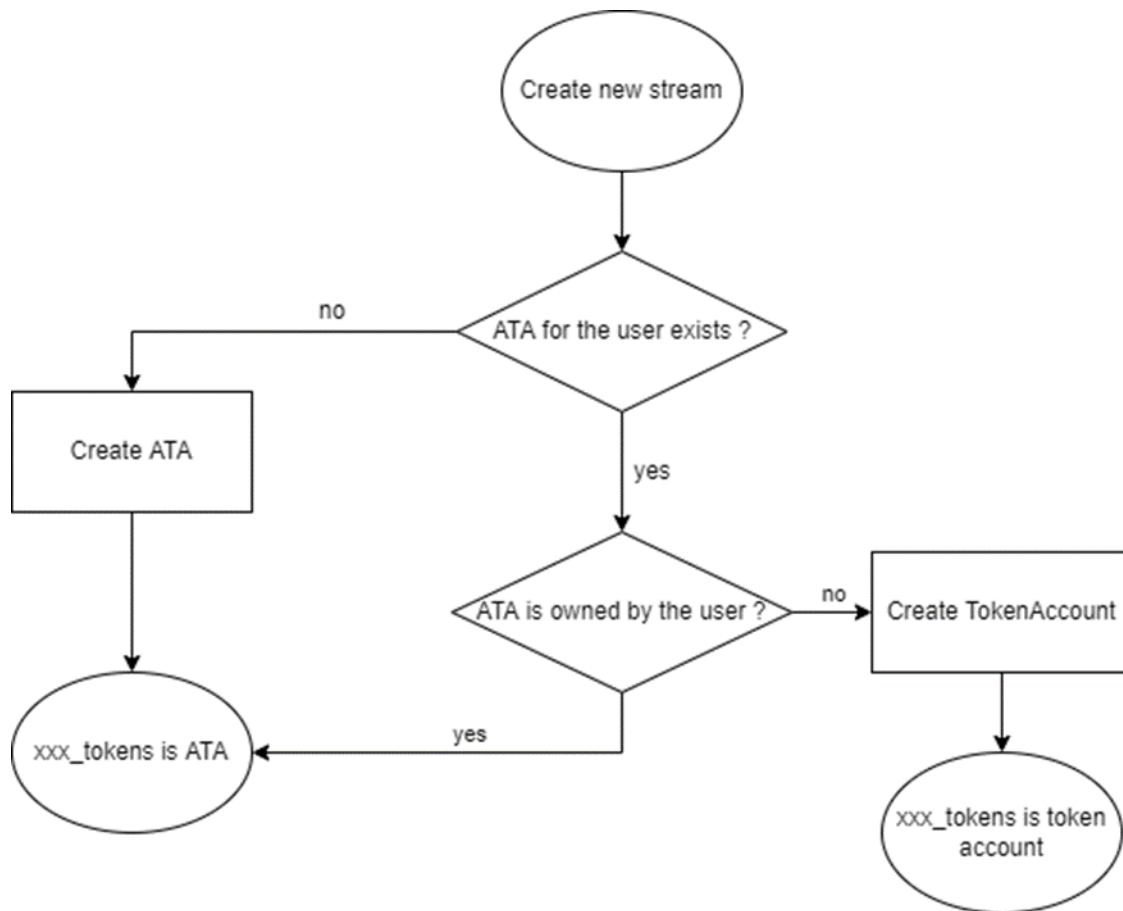 Create new stream
no
ATA for the user exists ?
Create ATA
yes
ATA is owned by the user ?
no
Create TokenAccount
xxx_tokens is ATA
yes
xxx_tokens is token
account